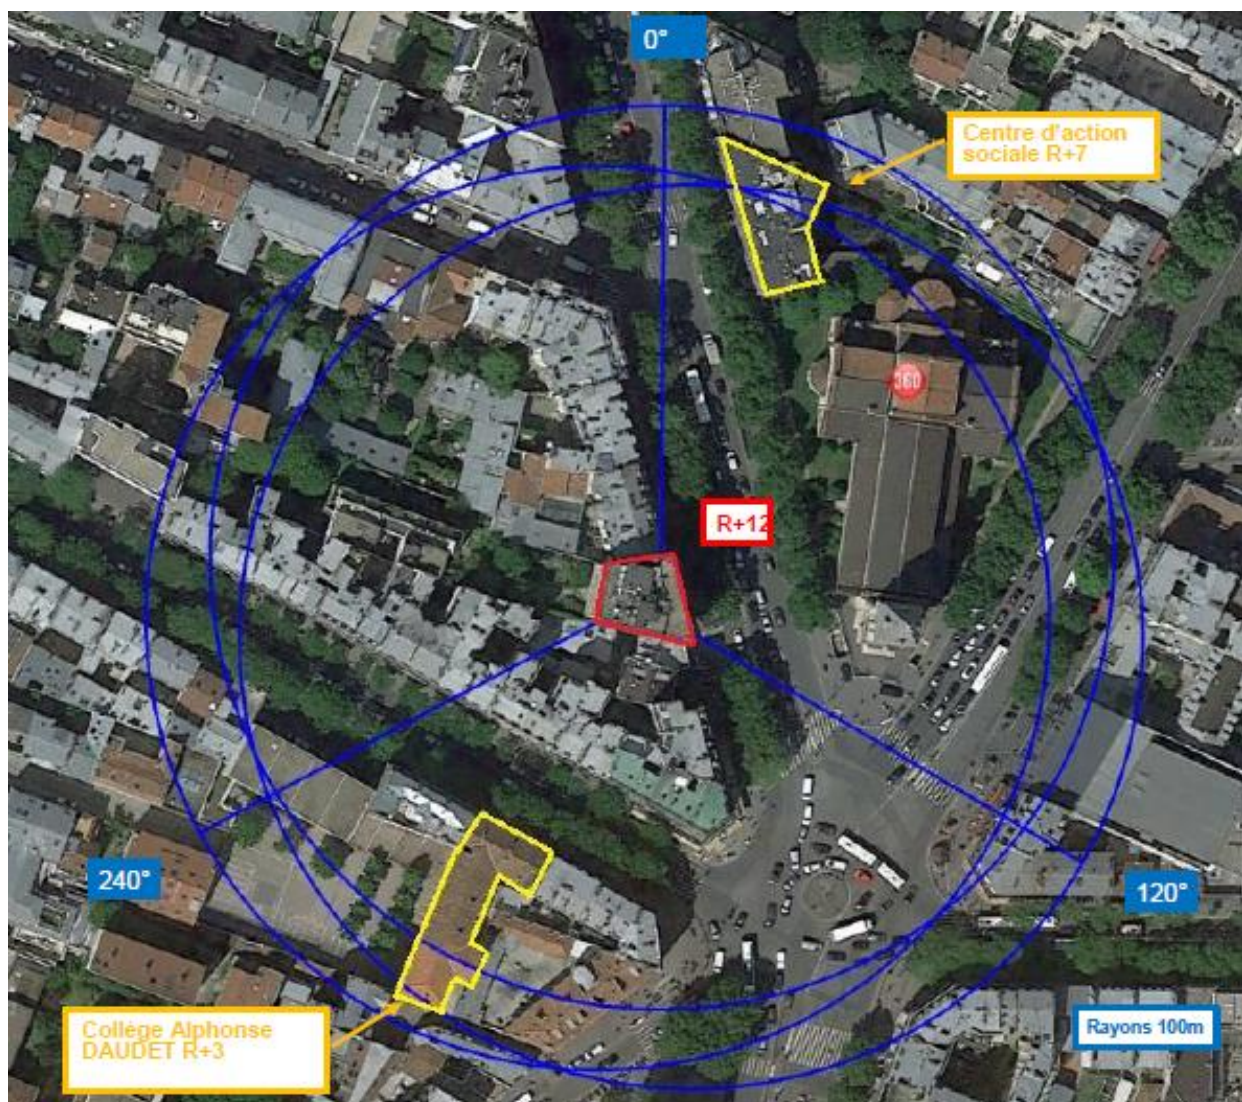 0°
Centre d'action
sociale R+7
360
R+12
240°
120°
Collège Alphonse
DAUDET R+3
Rayons 100m